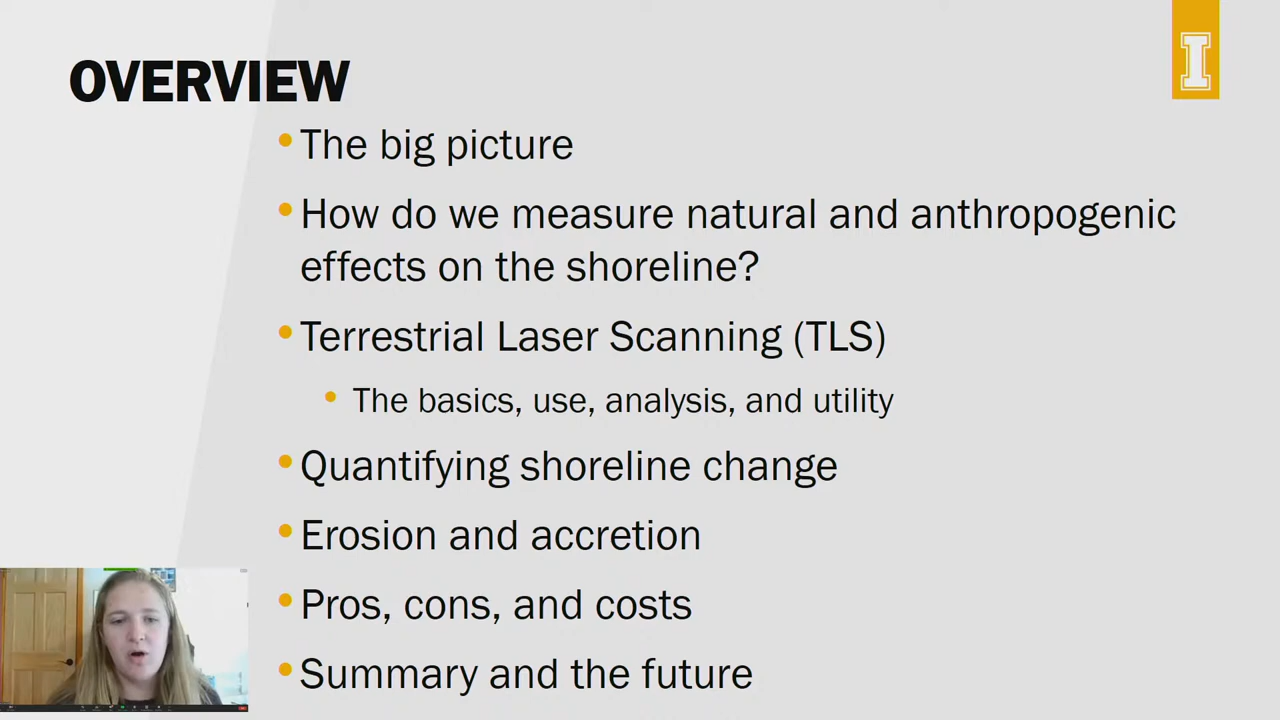 OVERVIEW
I
• The big picture
• How do we measure natural and anthropogenic
effects on the shoreline?
• Terrestrial Laser Scanning (TLS)
• The basics, use, analysis, and utility
• Quantifying shoreline change
• Erosion and accretion
• Pros, cons, and costs
• Summary and the future